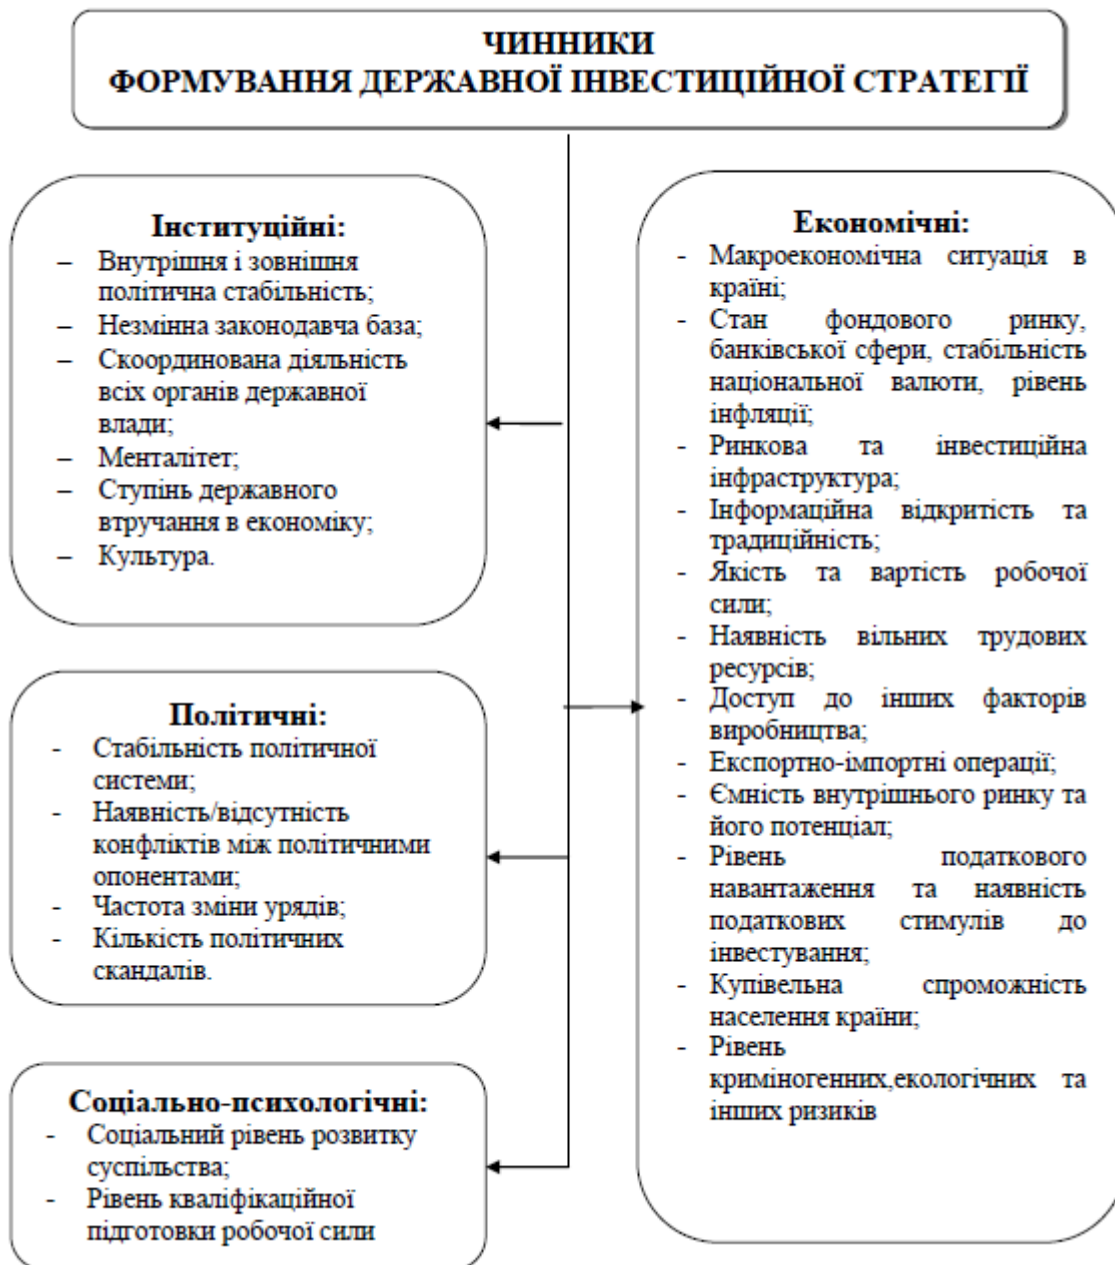 ЧИННИКИ
ФОРМУВАННЯ ДЕРЖАВНОЇ ІНВЕСТИЦІЙНОЇ СТРАТЕГІЇ
Інституційні:
– Внутрішня і зовнішня
політична стабільність;
– Незмінна законодавча база;
– Скоординована діяльність
всіх органів державної
влади;
– Менталітет;
– Ступінь державного
втручання в економіку;
– Культура.
Політичні:
- Стабільність політичної
системи;
- Наявність/відсутність
конфліктів між політичними
опонентами;
- Частота зміни урядів;
- Кількість політичних
скандалів.
Соціально-психологічні:
- Соціальний рівень розвитку
суспільства;
- Рівень кваліфікаційної
підготовки робочої сили
Економічні:
- Макроекономічна ситуація в
країні;
- Стан фондового ринку,
банківської сфери, стабільність
національної валюти, рівень
інфляції;
- Ринкова та інвестиційна
інфраструктура;
- Інформаційна відкритість та
традиційність;
- Якість та вартість робочої
сили;
- Наявність вільних трудових
ресурсів;
- Доступ до інших факторів
виробництва;
- Експортно-імпортні операції;
- Ємність внутрішнього ринку та
його потенціал;
- Рівень податкового
навантаження та наявність
податкових стимулів до
інвестування;
- Купівельна спроможність
населення країни;
- Рівень
криміногенних,екологічних та
інших ризиків